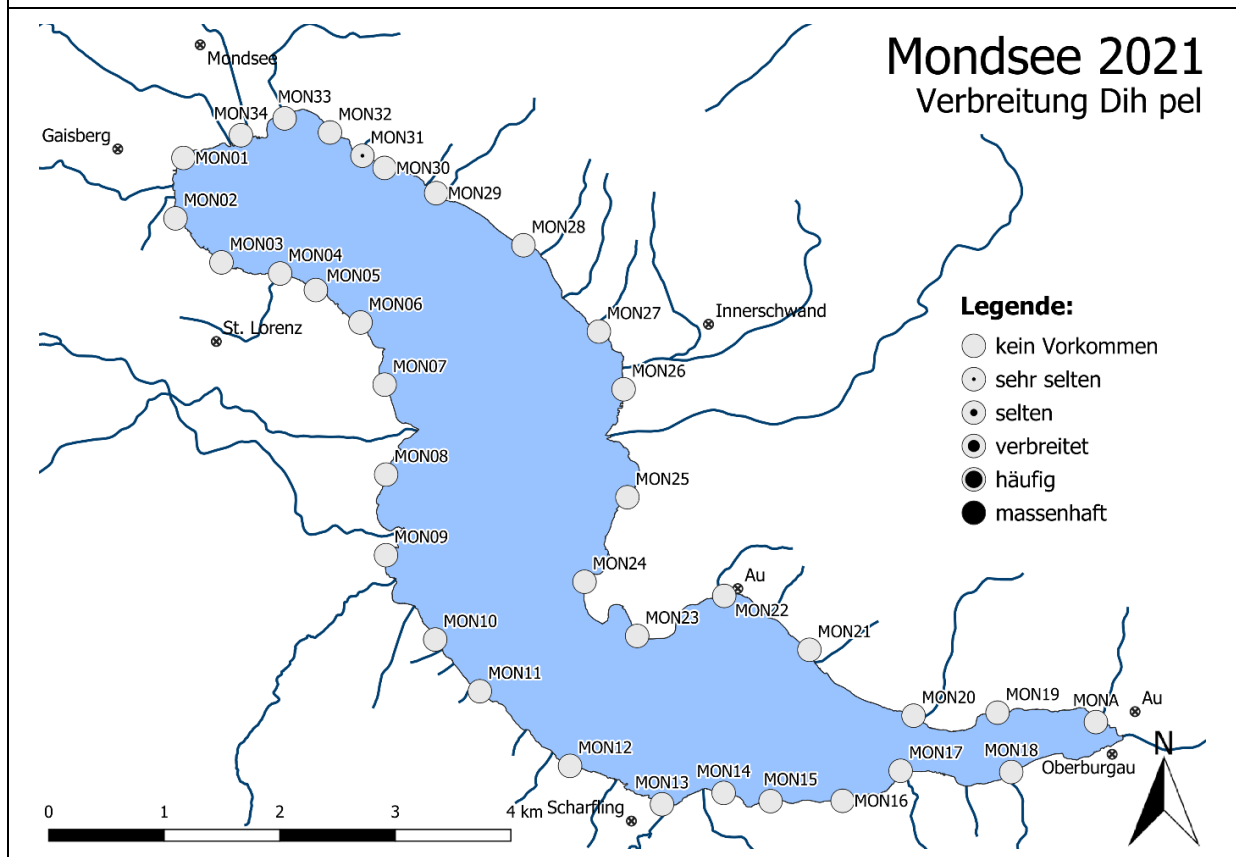 Mondsee 2021
Verbreitung Dih pel
Mondsee
MON33
MON34
MON32
MON31
Gaisberg
MON01
MON30
MON29
MON02
MON28
MON03
MON04
MON05
MON06
MON27
Innerschwand
St. Lorenz
MON07
MON26
Legende:
kein Vorkommen
sehr selten
selten
verbreitet
häufig
massenhaft
MON08
MON25
MON09
MON24
Au
MON22
MON10
MON23
MON21
MON11
MON20
MON19
MONA
Au
MON12
MON17
MON18
Oberburgau
N
MON13
MON14
MON15
MON16
Scharfling
0 1 2 3 4 km